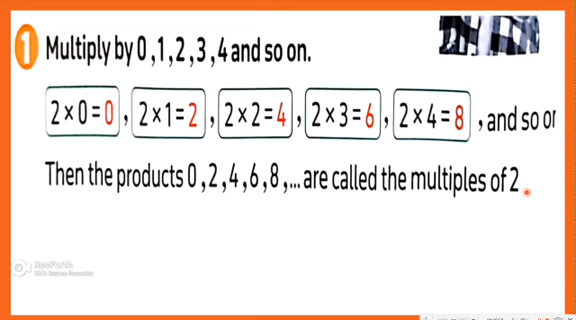 1 Multiply by 0,1,2,3,4 and so on.
2×0=0, 2×1=2, 2×2=4, 2×3=6, 2×4=8, and so or
Then the products 0,2,4,6,8,... are called the multiples of 2.